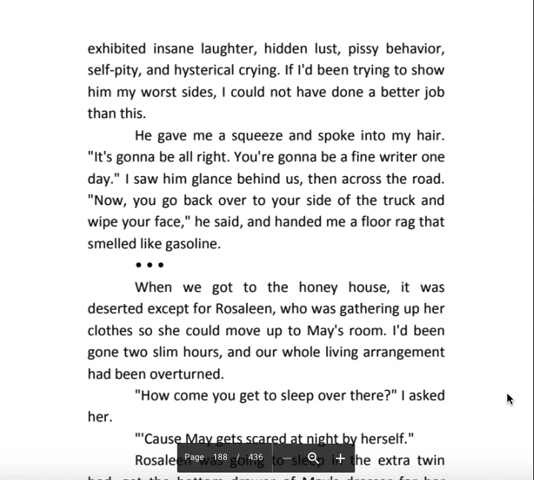 exhibited insane laughter, hidden lust, pissy behavior,
self-pity, and hysterical crying. If I'd been trying to show
him my worst sides, I could not have done a better job
than this.
He gave me a squeeze and spoke into my hair.
"It's gonna be all right. You're gonna be a fine writer one
day." I saw him glance behind us, then across the road.
"Now, you go back over to your side of the truck and
wipe your face," he said, and handed me a floor rag that
smelled like gasoline.
• • •
When we got to the honey house, it was
deserted except for Rosaleen, who was gathering up her
clothes so she could move up to May's room. I'd been
gone two slim hours, and our whole living arrangement
had been overturned.
"How come you get to sleep over there?" I asked
her.
"'Cause May gets scared at night by herself."
Rosaleen was going to sleep in the extra twin
Page 188 / 436